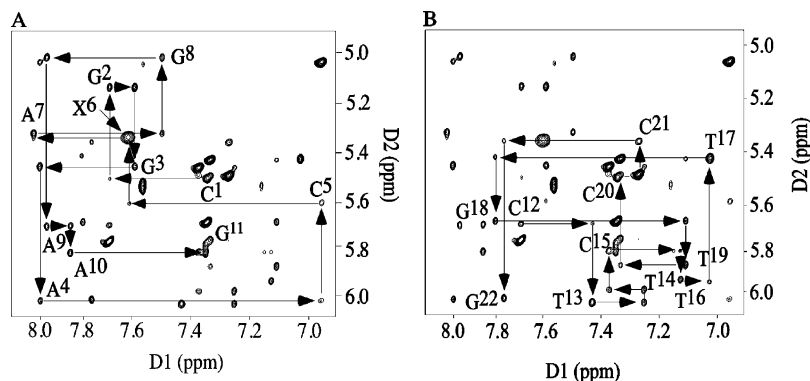 A
B
G8
G2
X6
A7
G3
C1
C5
G11
A9
A10
A4
5.0
5.2
5.4
5.6
5.8
6.0
D2 (ppm)
8.0 7.8 7.6 7.4 7.2 7.0
D1 (ppm)
C21
T17
C20
G18
C12
C15
T19
T14
T16
T13
G22
5.0
5.2
5.4
5.6
5.8
6.0
D2 (ppm)
8.0 7.8 7.6 7.4 7.2 7.0
D1 (ppm)